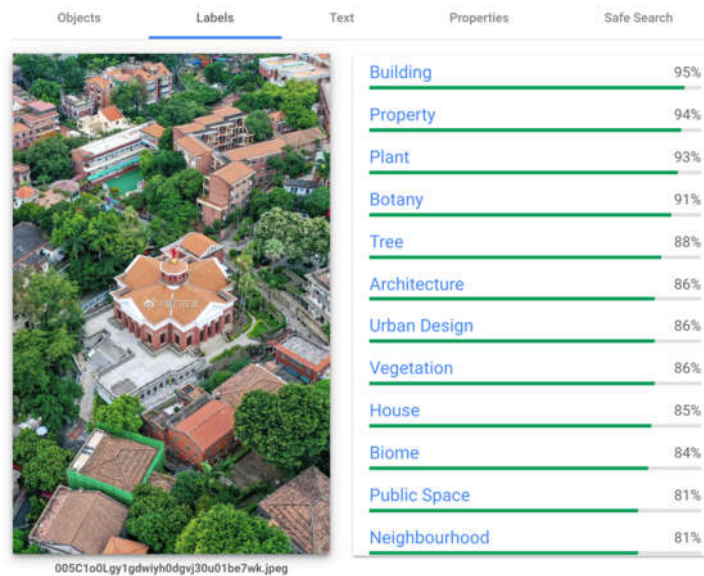 Objects
Labels
Text
Properties
Safe Search
Building
95%
Property
94%
Plant
93%
Botany
91%
Tree
88%
Architecture
86%
Urban Design
86%
Vegetation
86%
House
85%
Biome
84%
Public Space
81%
Neighbourhood
81%
005C1o0Lgy1gdwiyh0dgvj30u01be7wk.jpeg